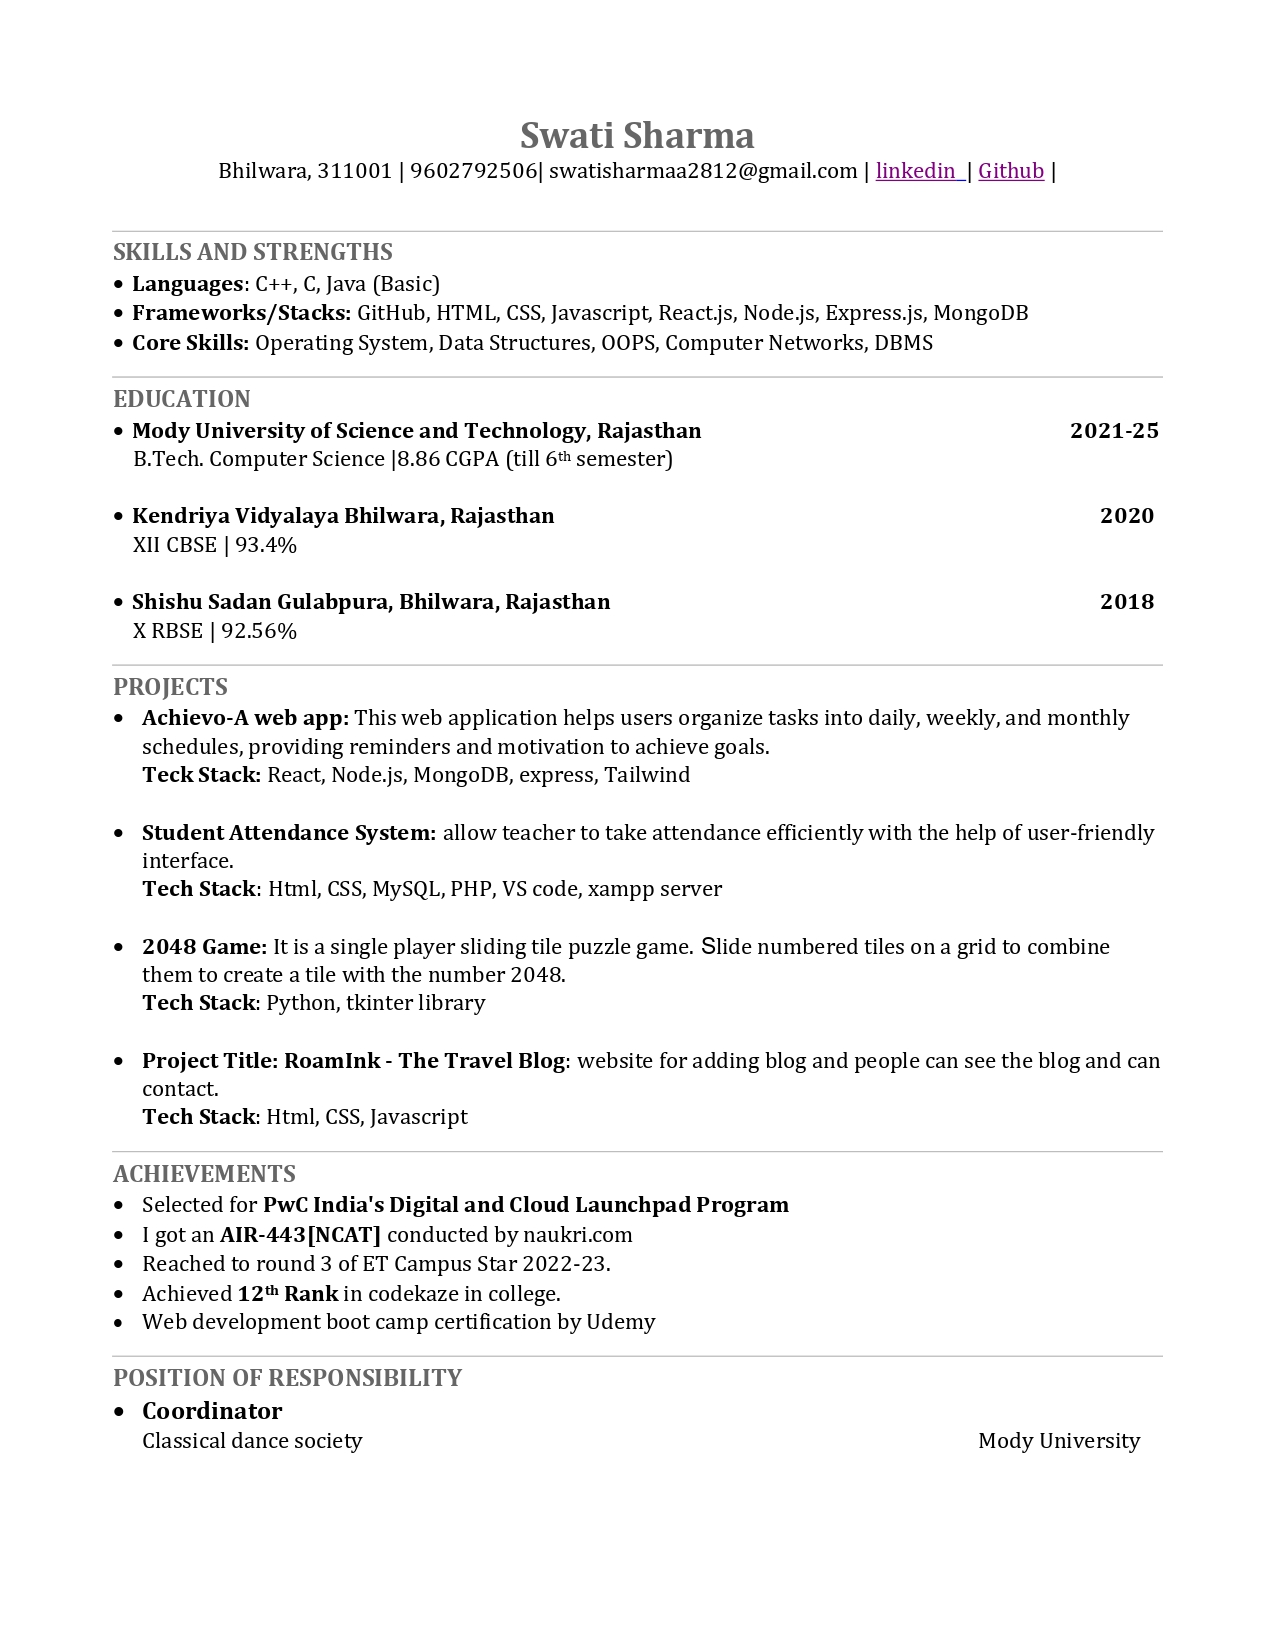 Swati Sharma
Bhilwara, 311001 | 9602792506| swatisharmaa2812@gmail.com | linkedin | Github |
SKILLS AND STRENGTHS
• Languages: C++, C, Java (Basic)
• Frameworks/Stacks: GitHub, HTML, CSS, Javascript, React.js, Node.js, Express.js, MongoDB
• Core Skills: Operating System, Data Structures, OOPS, Computer Networks, DBMS
EDUCATION
• Mody University of Science and Technology, Rajasthan 2021-25
B.Tech. Computer Science |8.86 CGPA (till 6th semester)
• Kendriya Vidyalaya Bhilwara, Rajasthan 2020
XII CBSE | 93.4%
• Shishu Sadan Gulabpura, Bhilwara, Rajasthan 2018
X RBSE | 92.56%
PROJECTS
• Achievo-A web app: This web application helps users organize tasks into daily, weekly, and monthly
schedules, providing reminders and motivation to achieve goals.
Teck Stack: React, Node.js, MongoDB, express, Tailwind
• Student Attendance System: allow teacher to take attendance efficiently with the help of user-friendly
interface.
Tech Stack: Html, CSS, MySQL, PHP, VS code, xampp server
• 2048 Game: It is a single player sliding tile puzzle game. Slide numbered tiles on a grid to combine
them to create a tile with the number 2048.
Tech Stack: Python, tkinter library
• Project Title: RoamInk - The Travel Blog: website for adding blog and people can see the blog and can
contact.
Tech Stack: Html, CSS, Javascript
ACHIEVEMENTS
• Selected for PwC India's Digital and Cloud Launchpad Program
• I got an AIR-443[NCAT] conducted by naukri.com
• Reached to round 3 of ET Campus Star 2022-23.
• Achieved 12th Rank in codekaze in college.
• Web development boot camp certification by Udemy
POSITION OF RESPONSIBILITY
• Coordinator
Classical dance society Mody University